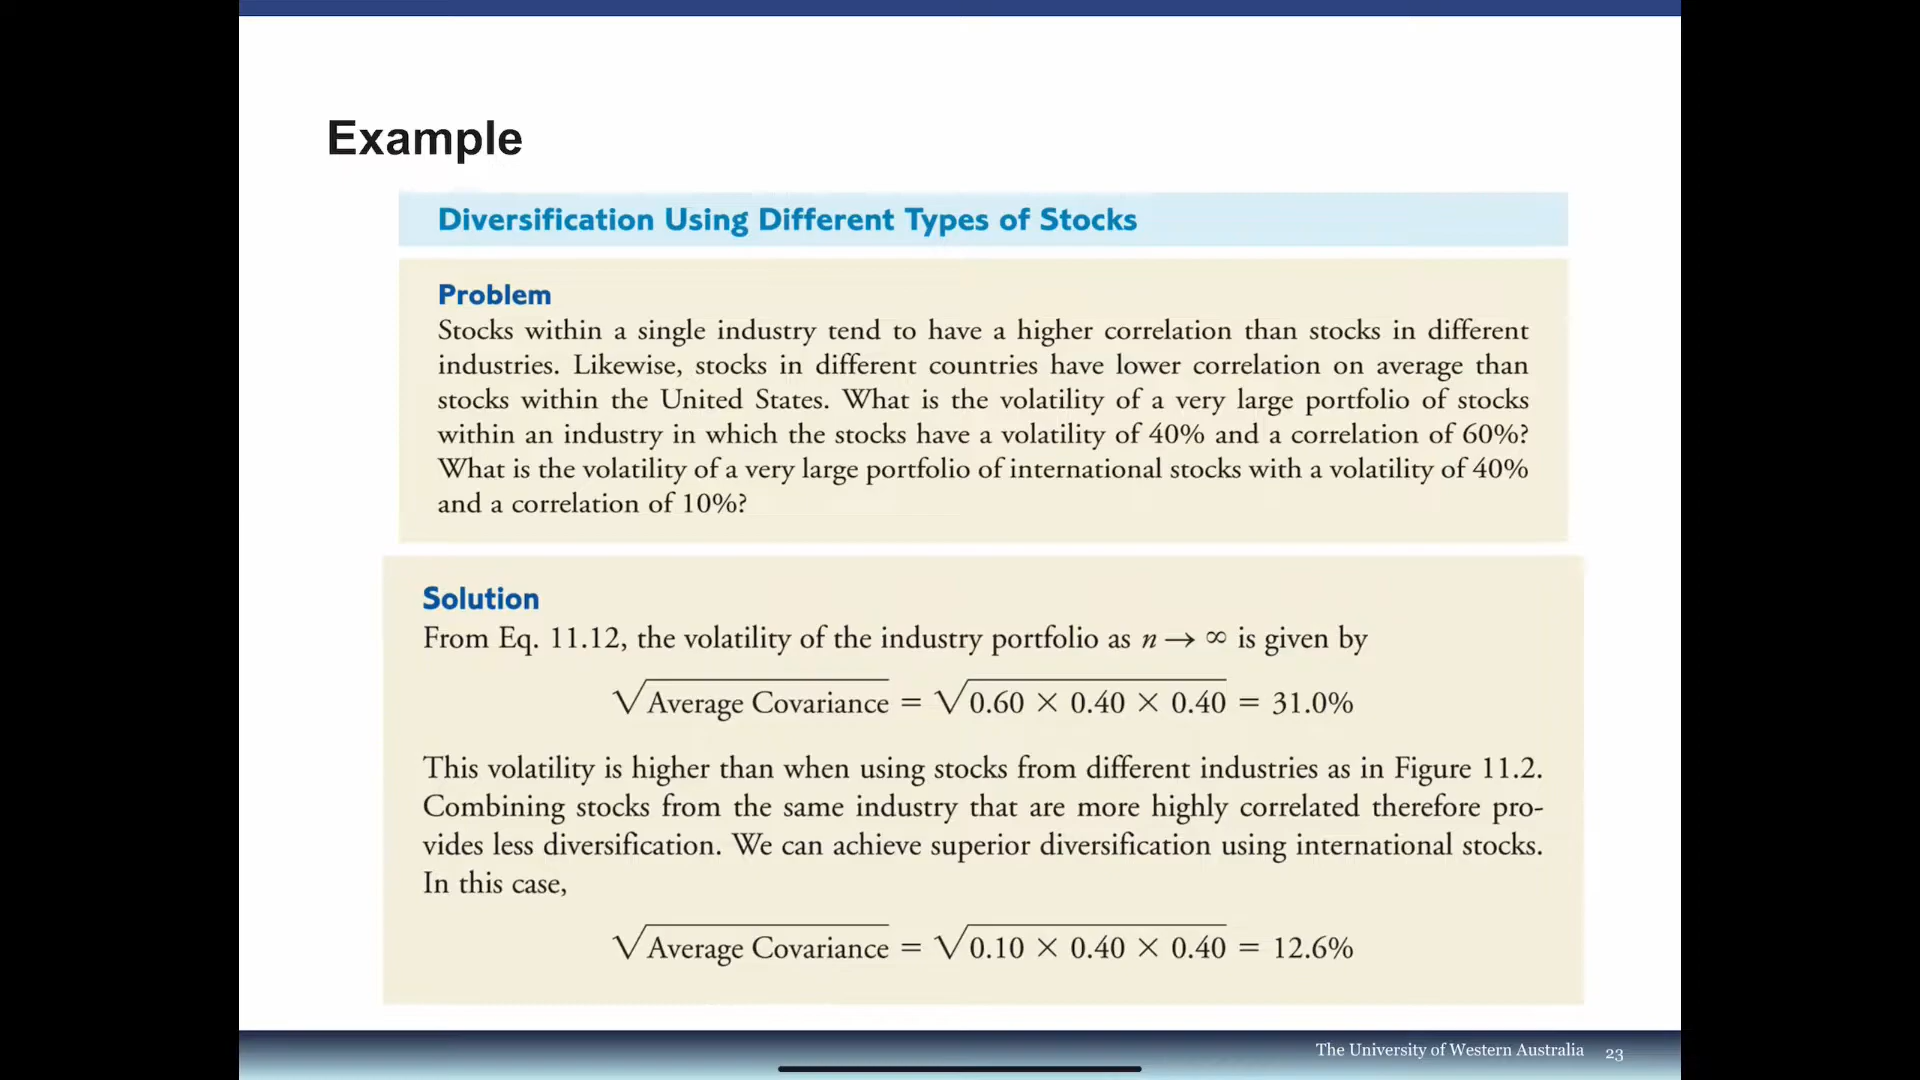 Example
Diversification Using Different Types of Stocks
Problem
Stocks within a single industry tend to have a higher correlation than stocks in different
industries. Likewise, stocks in different countries have lower correlation on average than
stocks within the United States. What is the volatility of a very large portfolio of stocks
within an industry in which the stocks have a volatility of 40% and a correlation of 60%?
What is the volatility of a very large portfolio of international stocks with a volatility of 40%
and a correlation of 10%?
Solution
From Eq. 11.12, the volatility of the industry portfolio as n → ∞ is given by
√Average Covariance = √0.60 × 0.40 × 0.40 = 31.0%
This volatility is higher than when using stocks from different industries as in Figure 11.2.
Combining stocks from the same industry that are more highly correlated therefore pro-
vides less diversification. We can achieve superior diversification using international stocks.
In this case,
√Average Covariance = √0.10 × 0.40 × 0.40 = 12.6%
The University of Western Australia 23